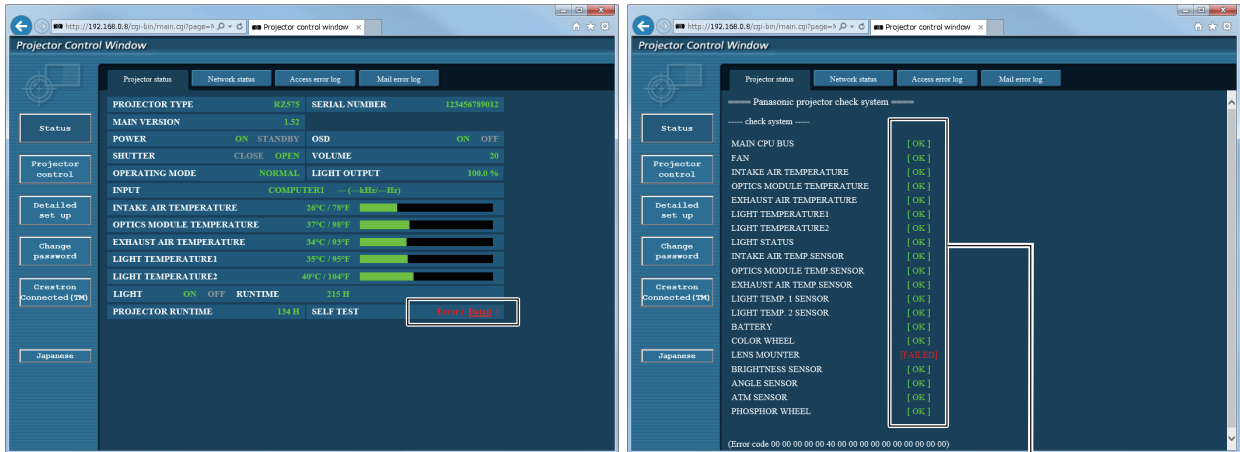 http://192.168.0.8/cgi-bin/main.cgi?page=
Projector control window
Projector Control Window
Projector status
Network status
Access error log
Mail error log
Status
Projector control
Detailed set up
Change password
Crestron Connected(TM)
Japanese
PROJECTOR TYPE RZ575 SERIAL NUMBER 123456789012
MAIN VERSION 1.52
POWER ON STANDBY OSD ON OFF
SHUTTER CLOSE OPEN VOLUME 20
OPERATING MODE NORMAL LIGHT OUTPUT 100.0 %
INPUT COMPUTER1 --- (---kHz/---Hz)
INTAKE AIR TEMPERATURE 26°C / 78°F
OPTICS MODULE TEMPERATURE 37°C / 98°F
EXHAUST AIR TEMPERATURE 34°C / 93°F
LIGHT TEMPERATURE1 35°C / 95°F
LIGHT TEMPERATURE2 40°C / 104°F
LIGHT ON OFF RUNTIME 215 H
PROJECTOR RUNTIME 134 H SELF TEST
http://192.168.0.8/cgi-bin/main.cgi?page=
Projector control window
Projector Control Window
Projector status
Network status
Access error log
Mail error log
Status
Projector control
Detailed set up
Change password
Crestron Connected(TM)
Japanese
==== Panasonic projector check system ====
----- check system -----
MAIN CPU BUS [ OK ]
FAN [ OK ]
INTAKE AIR TEMPERATURE [ OK ]
OPTICS MODULE TEMPERATURE [ OK ]
EXHAUST AIR TEMPERATURE [ OK ]
LIGHT TEMPERATURE1 [ OK ]
LIGHT TEMPERATURE2 [ OK ]
LIGHT STATUS [ OK ]
INTAKE AIR TEMP.SENSOR [ OK ]
OPTICS MODULE TEMP.SENSOR [ OK ]
EXHAUST AIR TEMP.SENSOR [ OK ]
LIGHT TEMP. 1 SENSOR [ OK ]
LIGHT TEMP. 2 SENSOR [ OK ]
BATTERY [ OK ]
COLOR WHEEL [ OK ]
LENS MOUNTER [FAILED]
BRIGHTNESS SENSOR [ OK ]
ANGLE SENSOR [ OK ]
ATM SENSOR [ OK ]
PHOSPHOR WHEEL [ OK ]
(Error code 00 00 00 00 00 40 00 00 00 00 00 00 00 00 00 00)